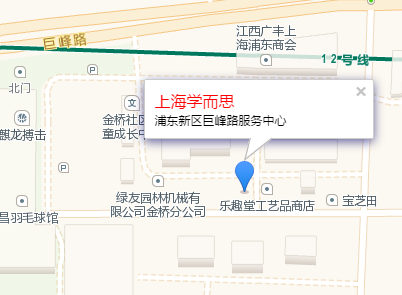 江西广丰上
海浦东商会
巨峰路
12号线
P
北门
文
金桥社区
童成长中
麒龙搏击
上海学而思
浦东新区巨峰路服务中心
P
绿友园林机械有
限公司金桥分公司
乐趣堂工艺品商店
宝芝田
昌羽毛球馆